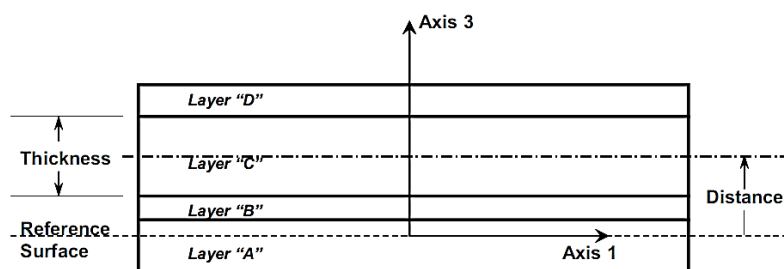 Axis 3
Layer “D”
Thickness
Layer “C”
Distance
Layer “B”
Reference
Surface
Layer “A”
Axis 1